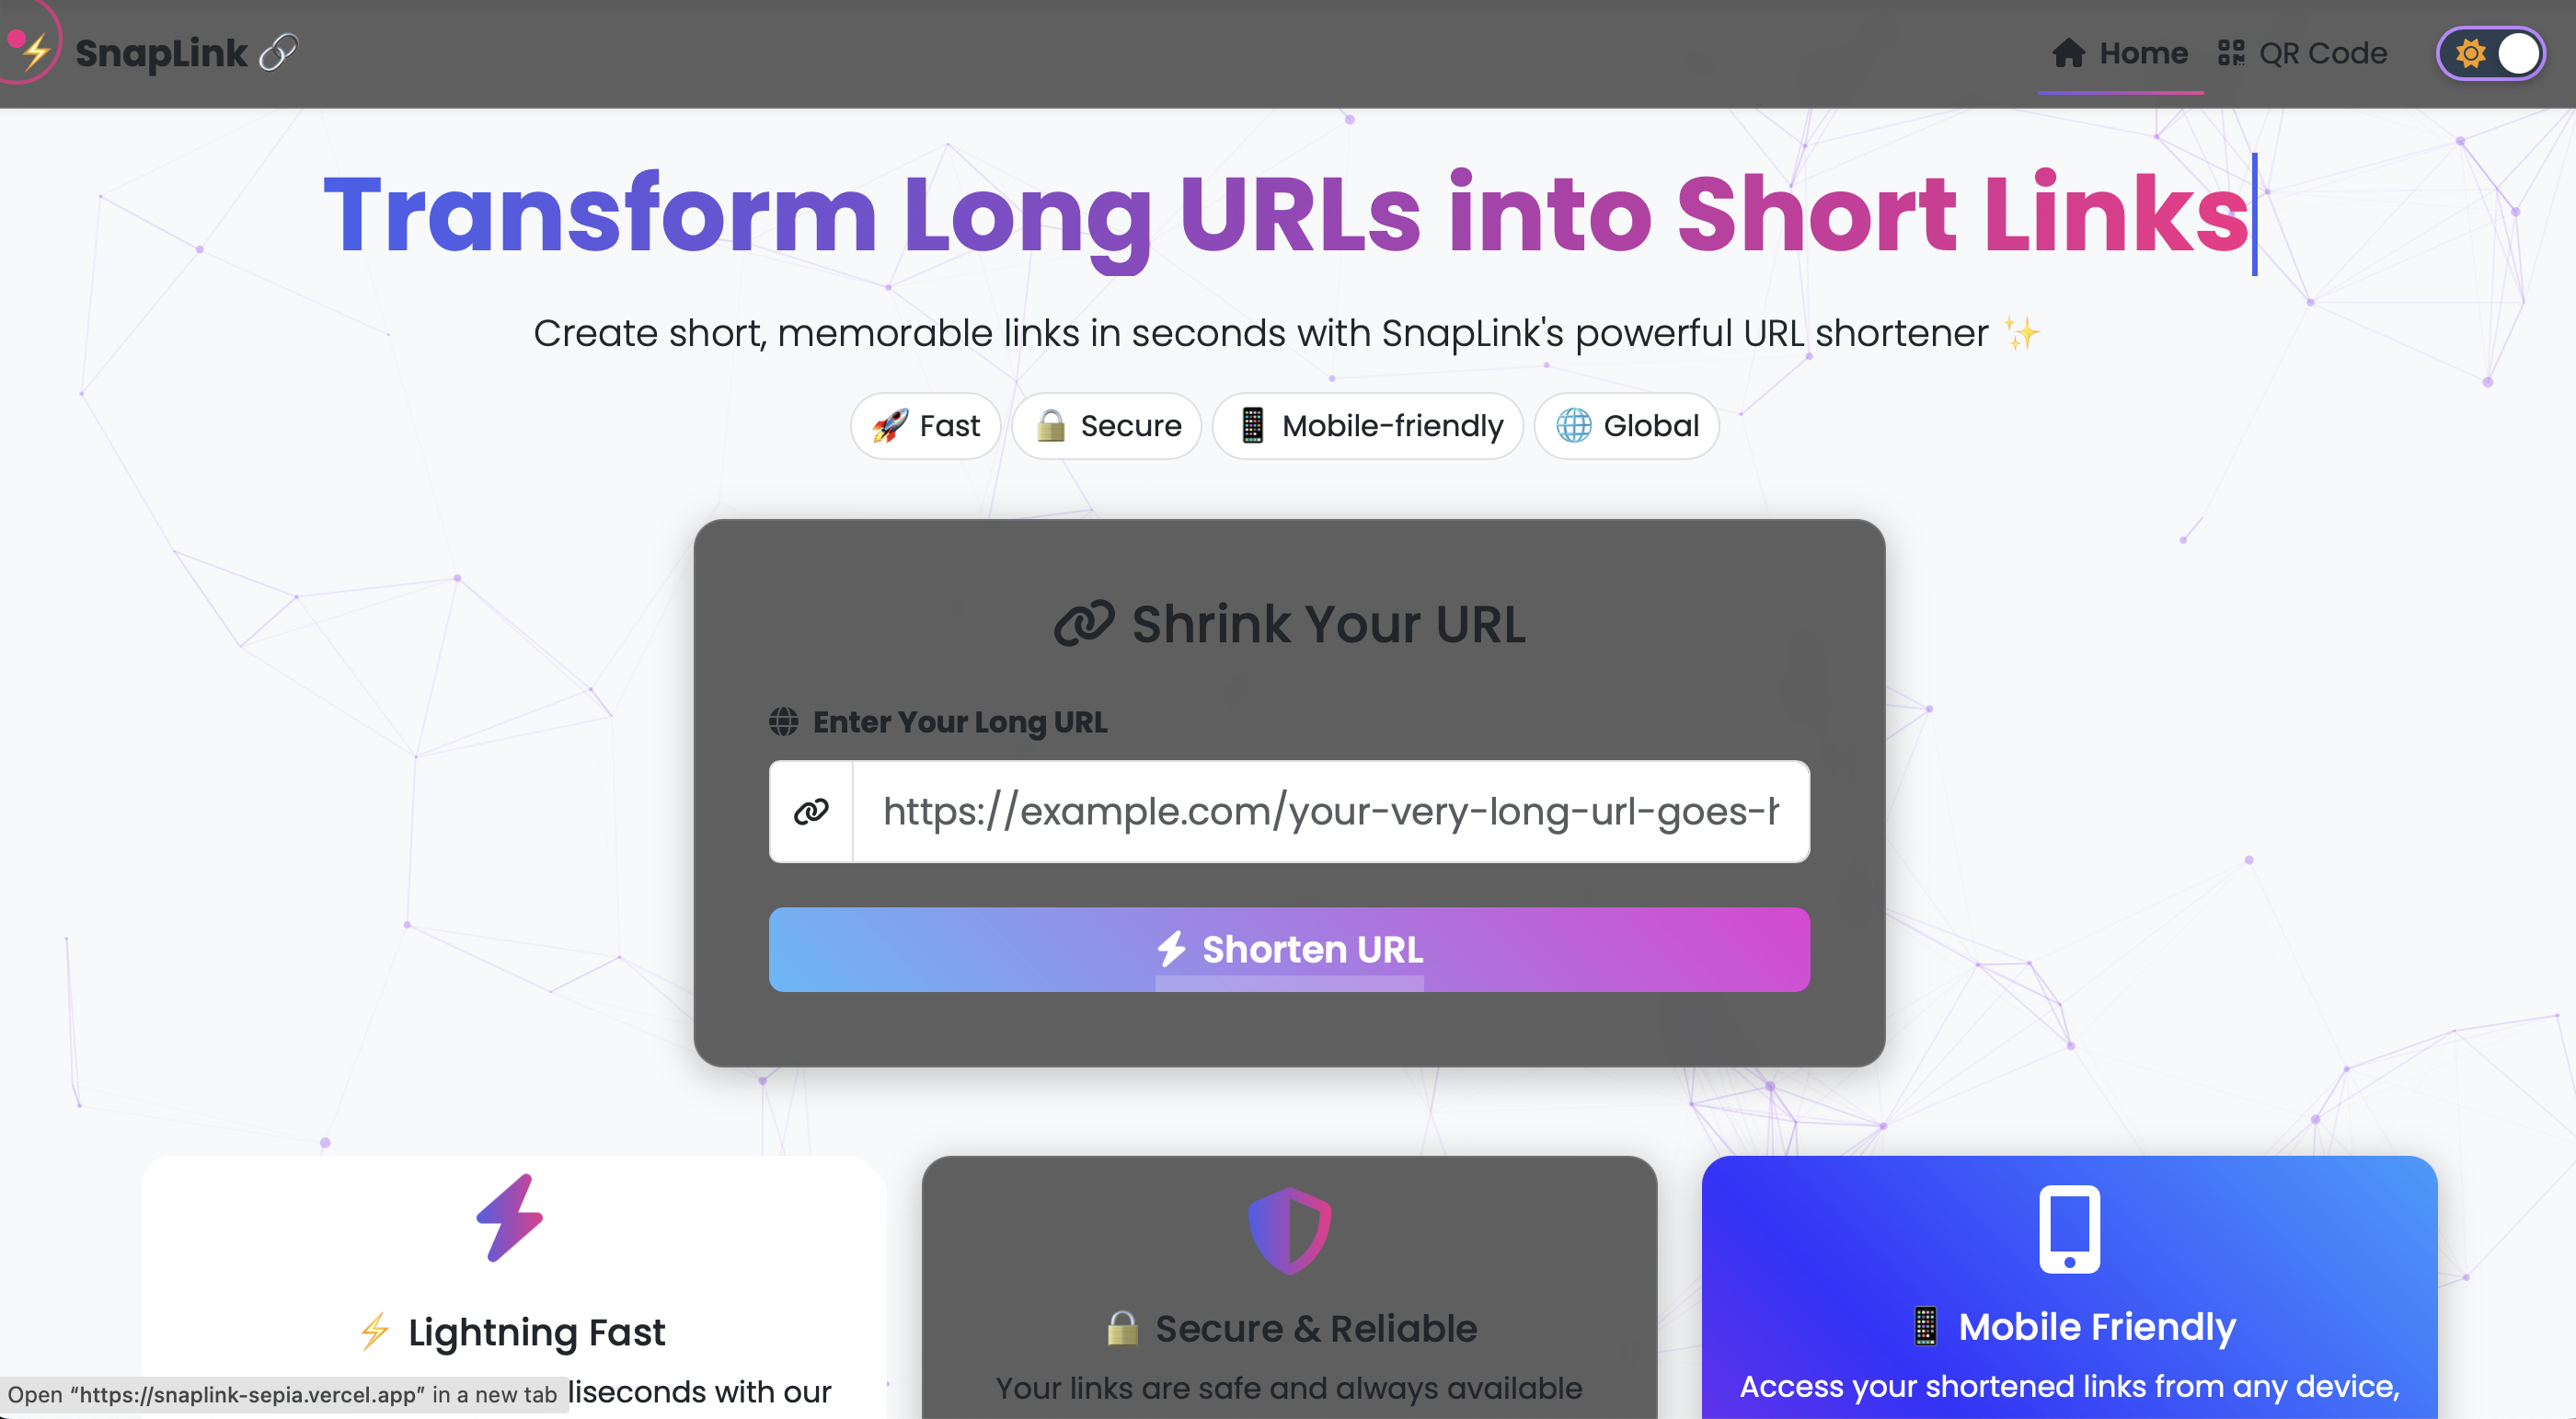 SnapLink
Home
QR Code
Transform Long URLs into Short Links
Create short, memorable links in seconds with SnapLink's powerful URL shortener
Fast
Secure
Mobile-friendly
Global
Shrink Your URL
Enter Your Long URL
https://example.com/your-very-long-url-goes-
Shorten URL
Lightning Fast
liseconds with our
Secure & Reliable
Your links are safe and always available
Mobile Friendly
Access your shortened links from any device,
Open “https://snaplink-sepia.vercel.app” in a new tab